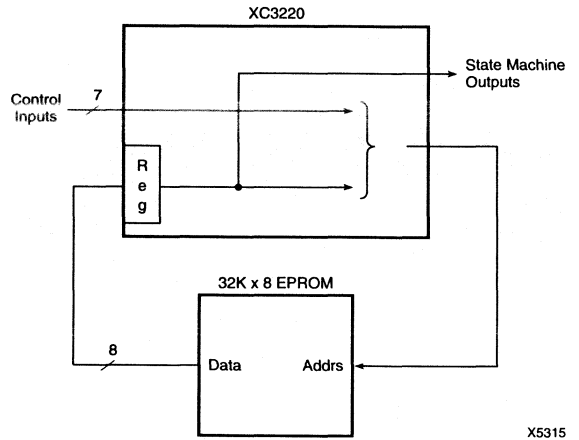 XC3220
State Machine
Outputs
Control
Inputs
7
R
e
g
32K x 8 EPROM
8
Data
Addrs
X5315